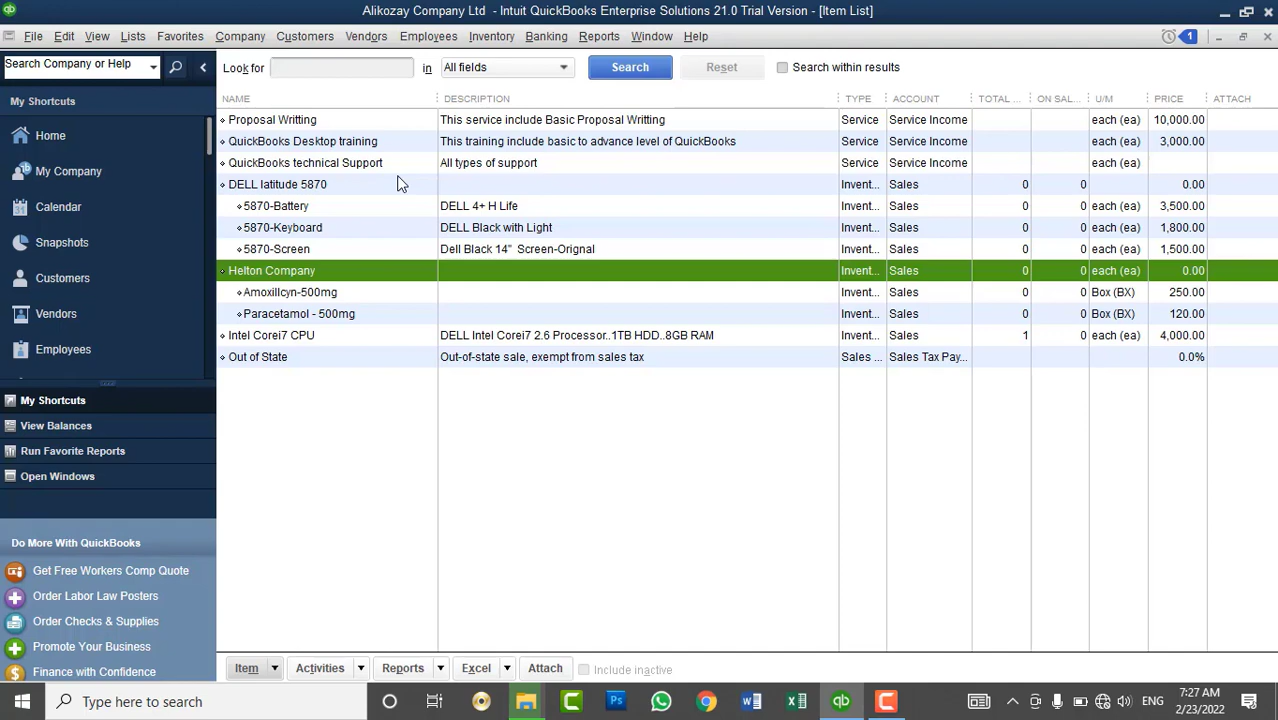 Alikozay Company Ltd - Intuit QuickBooks Enterprise Solutions 21.0 Trial Version - [Item List]
File Edit View Lists Favorites Company Customers Vendors Employees Inventory Banking Reports Window Help 1
Search Company or Help
Look for in All fields Search Reset Search within results
My Shortcuts
Home
My Company
Calendar
Snapshots
Customers
Vendors
Employees
My Shortcuts
View Balances
Run Favorite Reports
Open Windows
Do More With QuickBooks
Get Free Workers Comp Quote
Order Labor Law Posters
Order Checks & Supplies
Promote Your Business
Finance with Confidence
NAME DESCRIPTION TYPE ACCOUNT TOTAL ... ON SAL... U/M PRICE ATTACH
Proposal Writting This service include Basic Proposal Writting Service Service Income each (ea) 10,000.00
QuickBooks Desktop training This training include basic to advance level of QuickBooks Service Service Income each (ea) 3,000.00
QuickBooks technical Support All types of support Service Service Income each (ea)
DELL latitude 5870 Invent... Sales 0 0 0.00
5870-Battery DELL 4+ H Life Invent... Sales 0 0 each (ea) 3,500.00
5870-Keyboard DELL Black with Light Invent... Sales 0 0 each (ea) 1,800.00
5870-Screen Dell Black 14" Screen-Orignal Invent... Sales 0 0 each (ea) 1,500.00
Helton Company Invent... Sales 0 0 each (ea) 0.00
Amoxillcyn-500mg Invent... Sales 0 0 Box (BX) 250.00
Paracetamol - 500mg Invent... Sales 0 0 Box (BX) 120.00
Intel Corei7 CPU DELL Intel Corei7 2.6 Processor..1TB HDD..8GB RAM Invent... Sales 1 0 each (ea) 4,000.00
Out of State Out-of-state sale, exempt from sales tax Sales ... Sales Tax Pay... 0.0%
Item Activities Reports Excel Attach Include inactive
Type here to search ENG 7:27 AM
2/23/2022